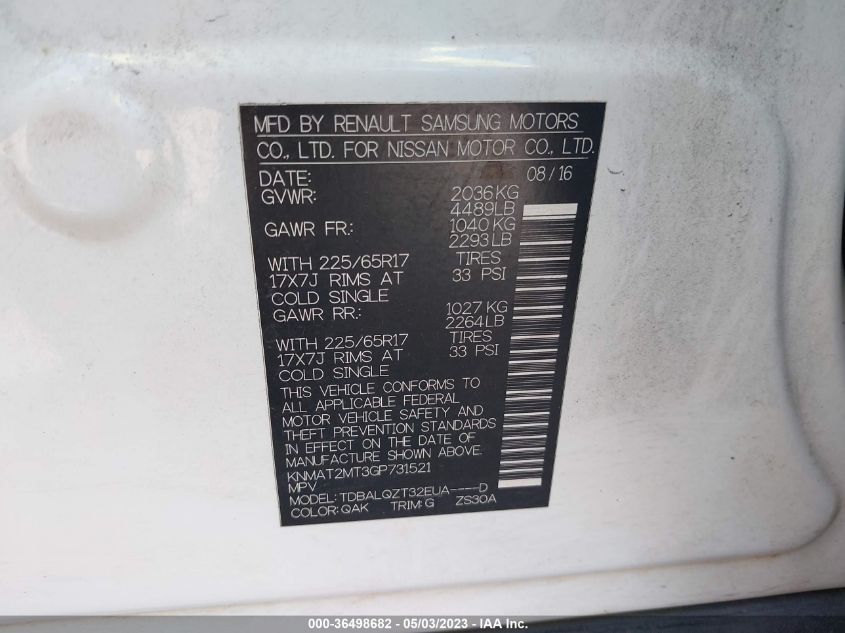 MFD BY RENAULT SAMSUNG MOTORS
CO., LTD. FOR NISSAN MOTOR CO., LTD.
DATE: 08/16
GVWR: 2036KG
4489LB
GAWR FR: 1040KG
2293LB
WITH 225/65R17 TIRES
17X7J RIMS AT 33 PSI
COLD SINGLE
GAWR RR: 1027KG
2264LB
WITH 225/65R17 TIRES
17X7J RIMS AT 33 PSI
COLD SINGLE
THIS VEHICLE CONFORMS TO
ALL APPLICABLE FEDERAL
MOTOR VEHICLE SAFETY AND
THEFT PREVENTION STANDARDS
IN EFFECT ON THE DATE OF
MANUFACTURE SHOWN ABOVE.
KNMAT2MT3GP731521
MPV
MODEL: TDBALQZT32EUA----D
COLOR: QAK TRIM: G ZS30A
000-36498682 - 05/03/2023 - IAA Inc.